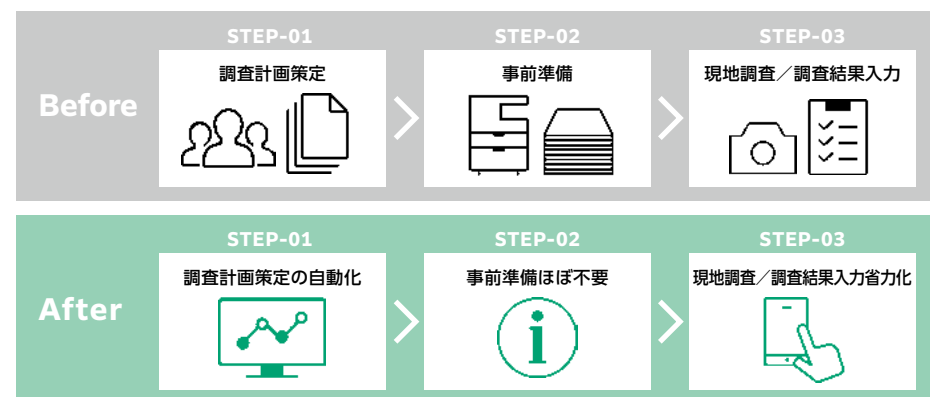 STEP-01
STEP-02
STEP-03
Before
調査計画策定
事前準備
現地調査／調査結果入力
STEP-01
STEP-02
STEP-03
After
調査計画策定の自動化
事前準備ほぼ不要
現地調査／調査結果入力省力化